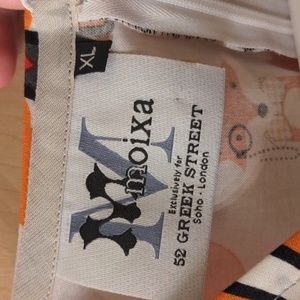 XL
M
Moixa
Exclusively for
52 GREEK STREET
Soho · London